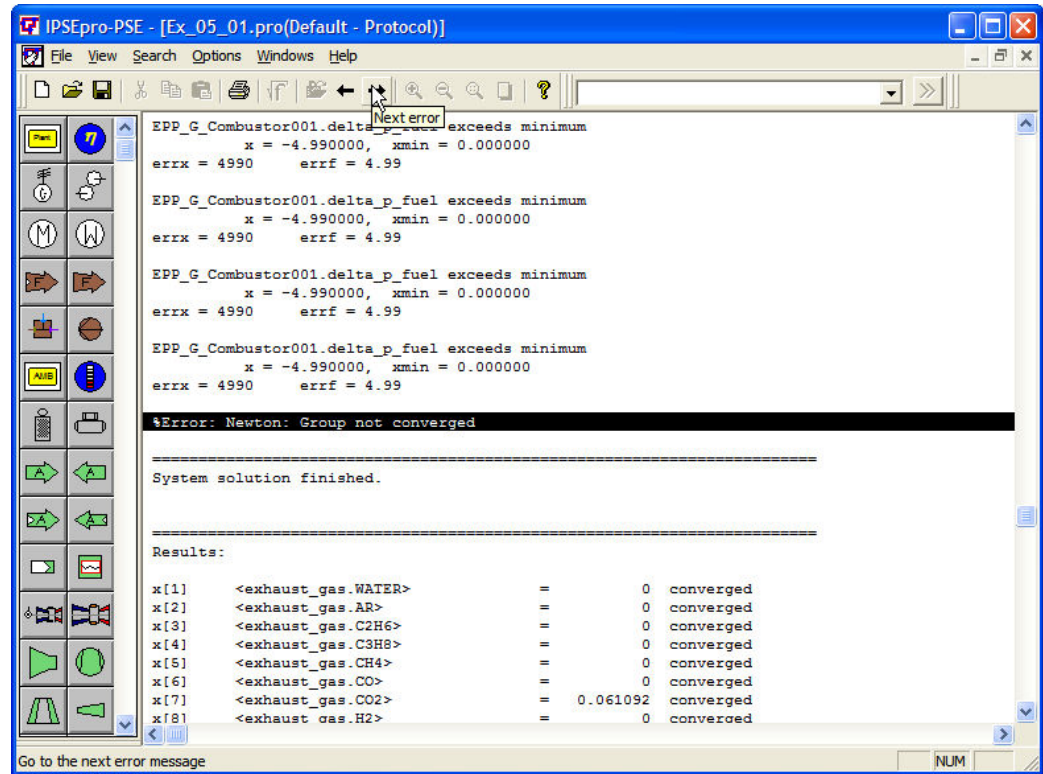 IPSEpro-PSE - [Ex_05_01.pro(Default - Protocol)]
File View Search Options Windows Help
Next error
Plant η
G
M W
F F
AMB
A A
A A
EPP_G_Combustor001.delta_p_fuel exceeds minimum
x = -4.990000, xmin = 0.000000
errx = 4990 errf = 4.99
EPP_G_Combustor001.delta_p_fuel exceeds minimum
x = -4.990000, xmin = 0.000000
errx = 4990 errf = 4.99
EPP_G_Combustor001.delta_p_fuel exceeds minimum
x = -4.990000, xmin = 0.000000
errx = 4990 errf = 4.99
EPP_G_Combustor001.delta_p_fuel exceeds minimum
x = -4.990000, xmin = 0.000000
errx = 4990 errf = 4.99
%Error: Newton: Group not converged
======================================================================
System solution finished.
======================================================================
Results:
x[1] <exhaust_gas.WATER> = 0 converged
x[2] <exhaust_gas.AR> = 0 converged
x[3] <exhaust_gas.C2H6> = 0 converged
x[4] <exhaust_gas.C3H8> = 0 converged
x[5] <exhaust_gas.CH4> = 0 converged
x[6] <exhaust_gas.CO> = 0 converged
x[7] <exhaust_gas.CO2> = 0.061092 converged
x[8] <exhaust_gas.H2> = 0 converged
Go to the next error message NUM